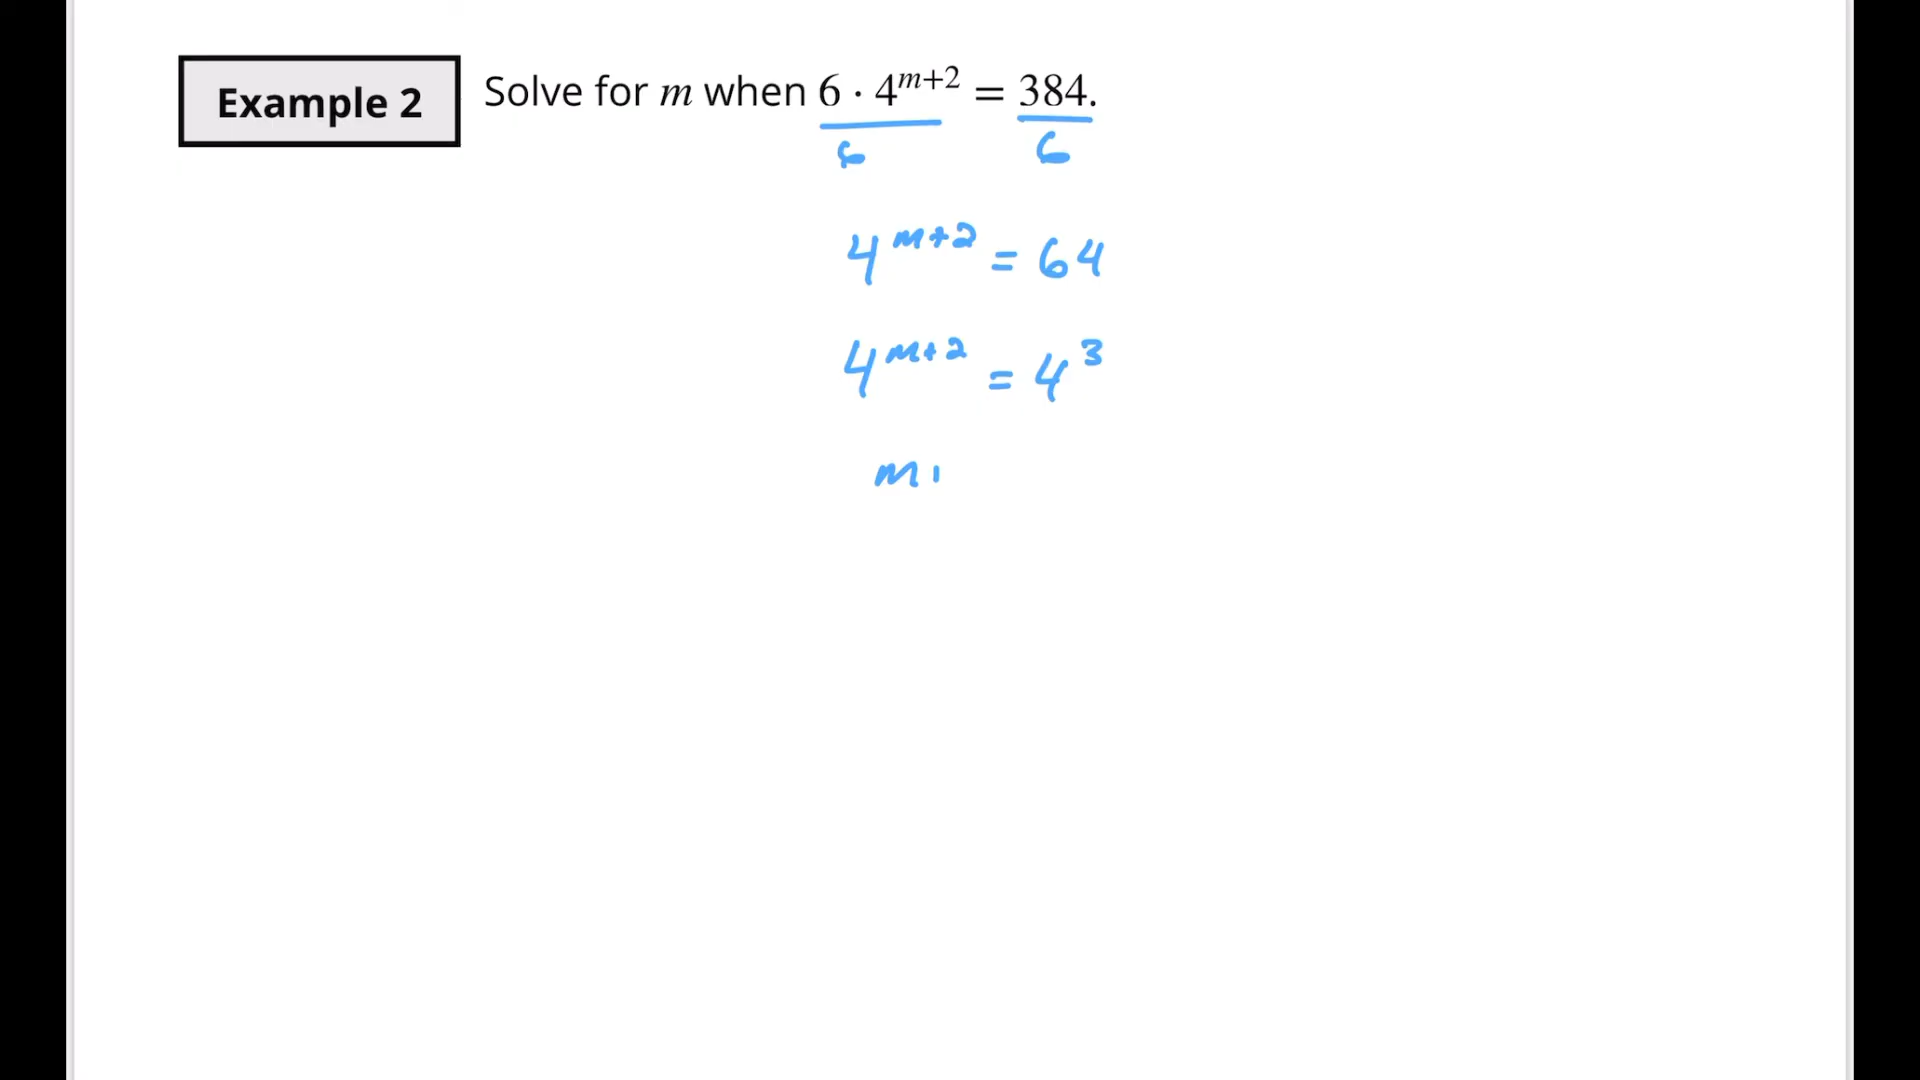 Example 2 Solve for m when 6 · 4^{m+2} = 384.
6 6
4^{m+2} = 64
4^{m+2} = 4^3
m